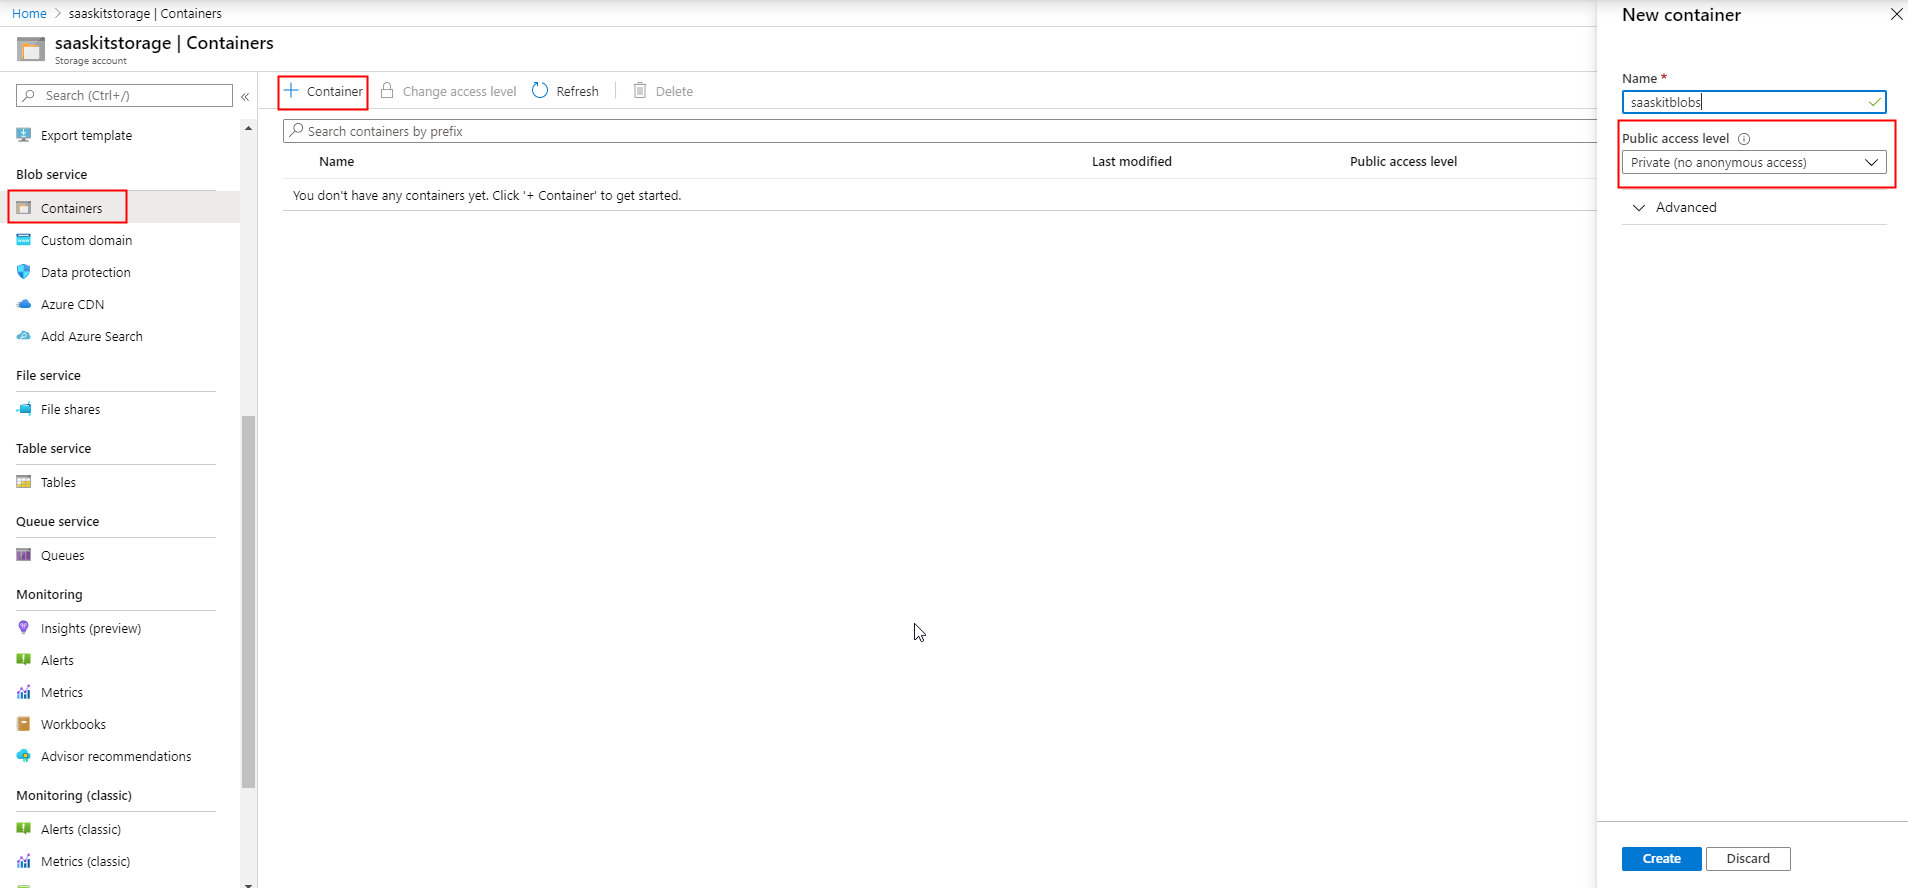 Home > saaskitstorage | Containers
saaskitstorage | Containers
Storage account
Search (Ctrl+/)
«
Export template
Blob service
Containers
Custom domain
Data protection
Azure CDN
Add Azure Search
File service
File shares
Table service
Tables
Queue service
Queues
Monitoring
Insights (preview)
Alerts
Metrics
Workbooks
Advisor recommendations
Monitoring (classic)
Alerts (classic)
Metrics (classic)
+ Container Change access level Refresh Delete
Search containers by prefix
Name Last modified Public access level
You don't have any containers yet. Click '+ Container' to get started.
New container
Name *
saaskitblobs
Public access level
Private (no anonymous access)
Advanced
Create Discard